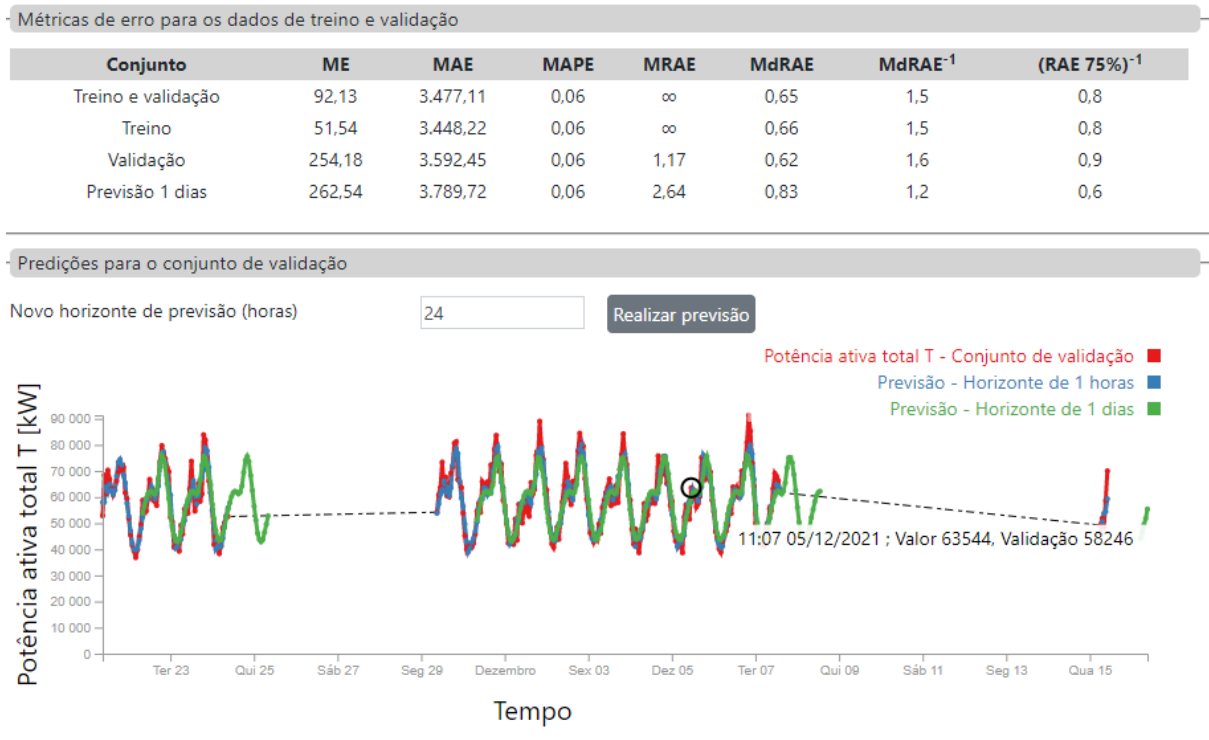 Métricas de erro para os dados de treino e validação
Conjunto ME MAE MAPE MRAE MdRAE MdRAE-1 (RAE 75%)-1
Treino e validação 92,13 3.477,11 0,06 ∞ 0,65 1,5 0,8
Treino 51,54 3.448,22 0,06 ∞ 0,66 1,5 0,8
Validação 254,18 3.592,45 0,06 1,17 0,62 1,6 0,9
Previsão 1 dias 262,54 3.789,72 0,06 2,64 0,83 1,2 0,6
Predições para o conjunto de validação
Novo horizonte de previsão (horas) 24 Realizar previsão
Potência ativa total T - Conjunto de validação
Previsão - Horizonte de 1 horas
Previsão - Horizonte de 1 dias
Potência ativa total T [kW]
90 000
80 000
70 000
60 000
50 000
40 000
30 000
20 000
10 000
0
11:07 05/12/2021 ; Valor 63544, Validação 58246
Ter 23 Qui 25 Sáb 27 Seg 29 Dezembro Sex 03 Dez 05 Ter 07 Qui 09 Sáb 11 Seg 13 Qua 15
Tempo